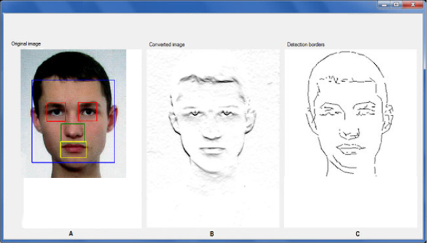 Original image
Converted image
Detection borders
A
B
C